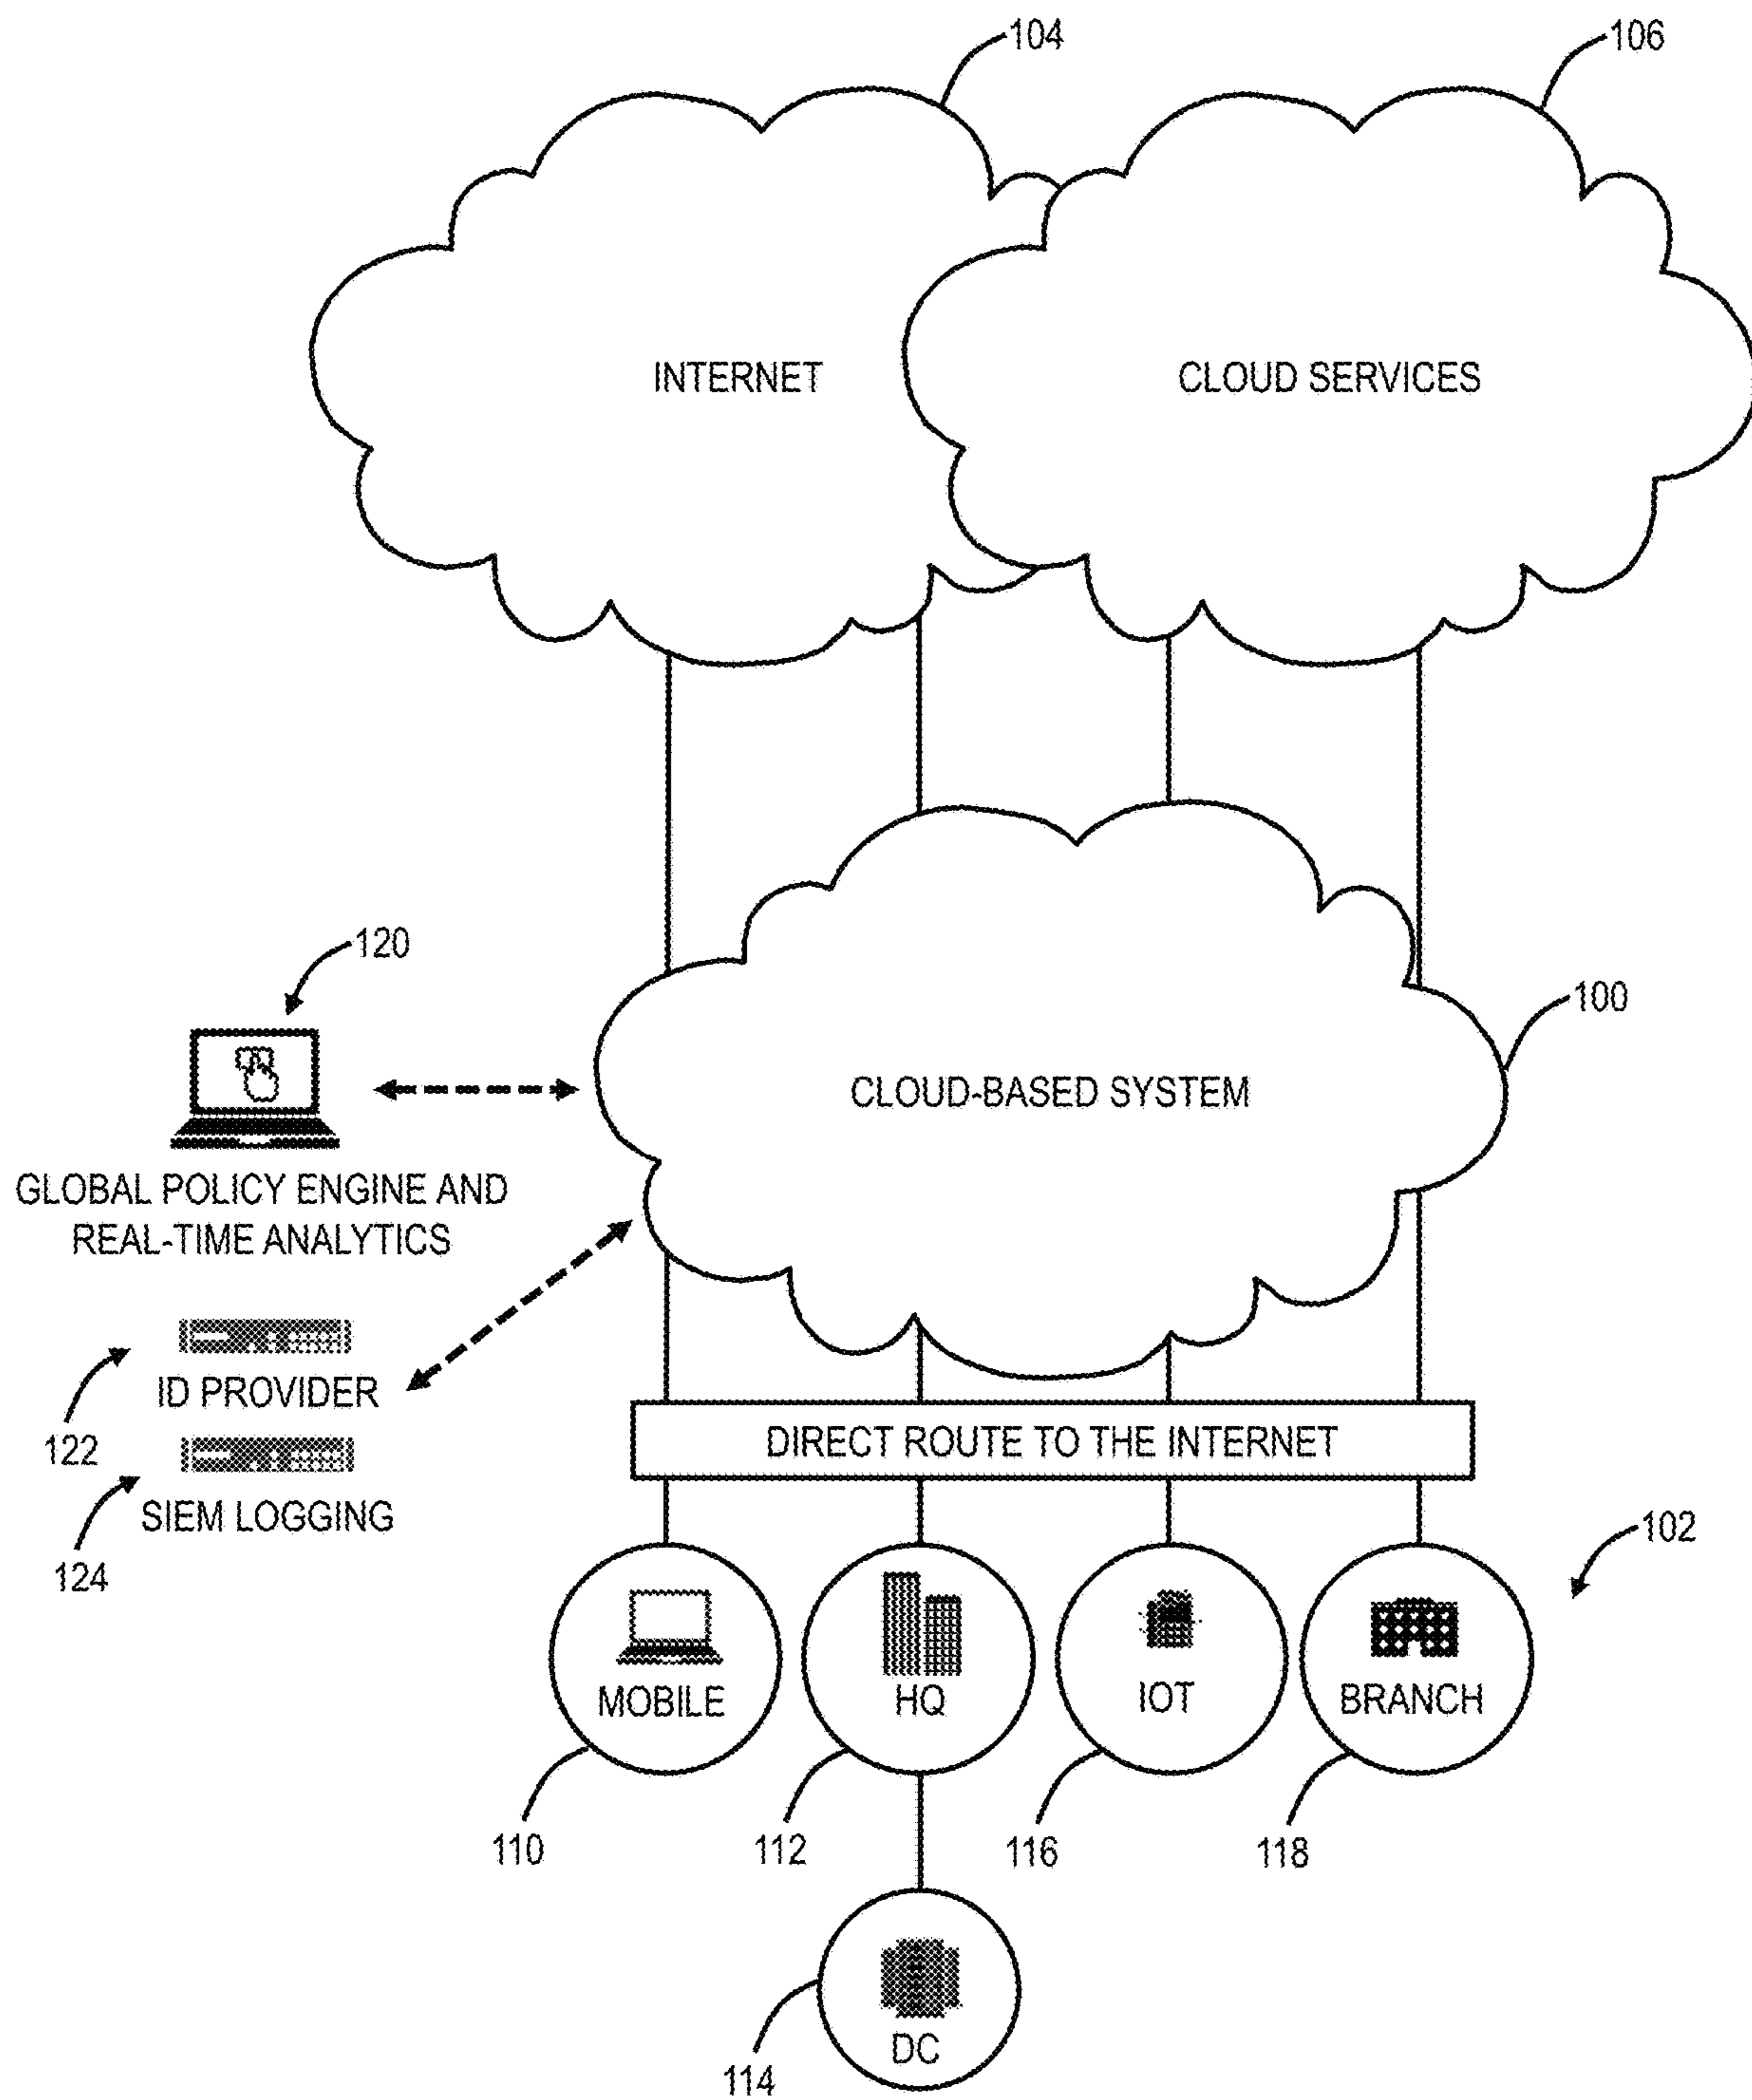 104
106
INTERNET
CLOUD SERVICES
120
100
CLOUD-BASED SYSTEM
GLOBAL POLICY ENGINE AND
REAL-TIME ANALYTICS
ID PROVIDER
122
DIRECT ROUTE TO THE INTERNET
SIEM LOGGING
124
102
MOBILE
HQ
IOT
BRANCH
110
112
116
118
DC
114